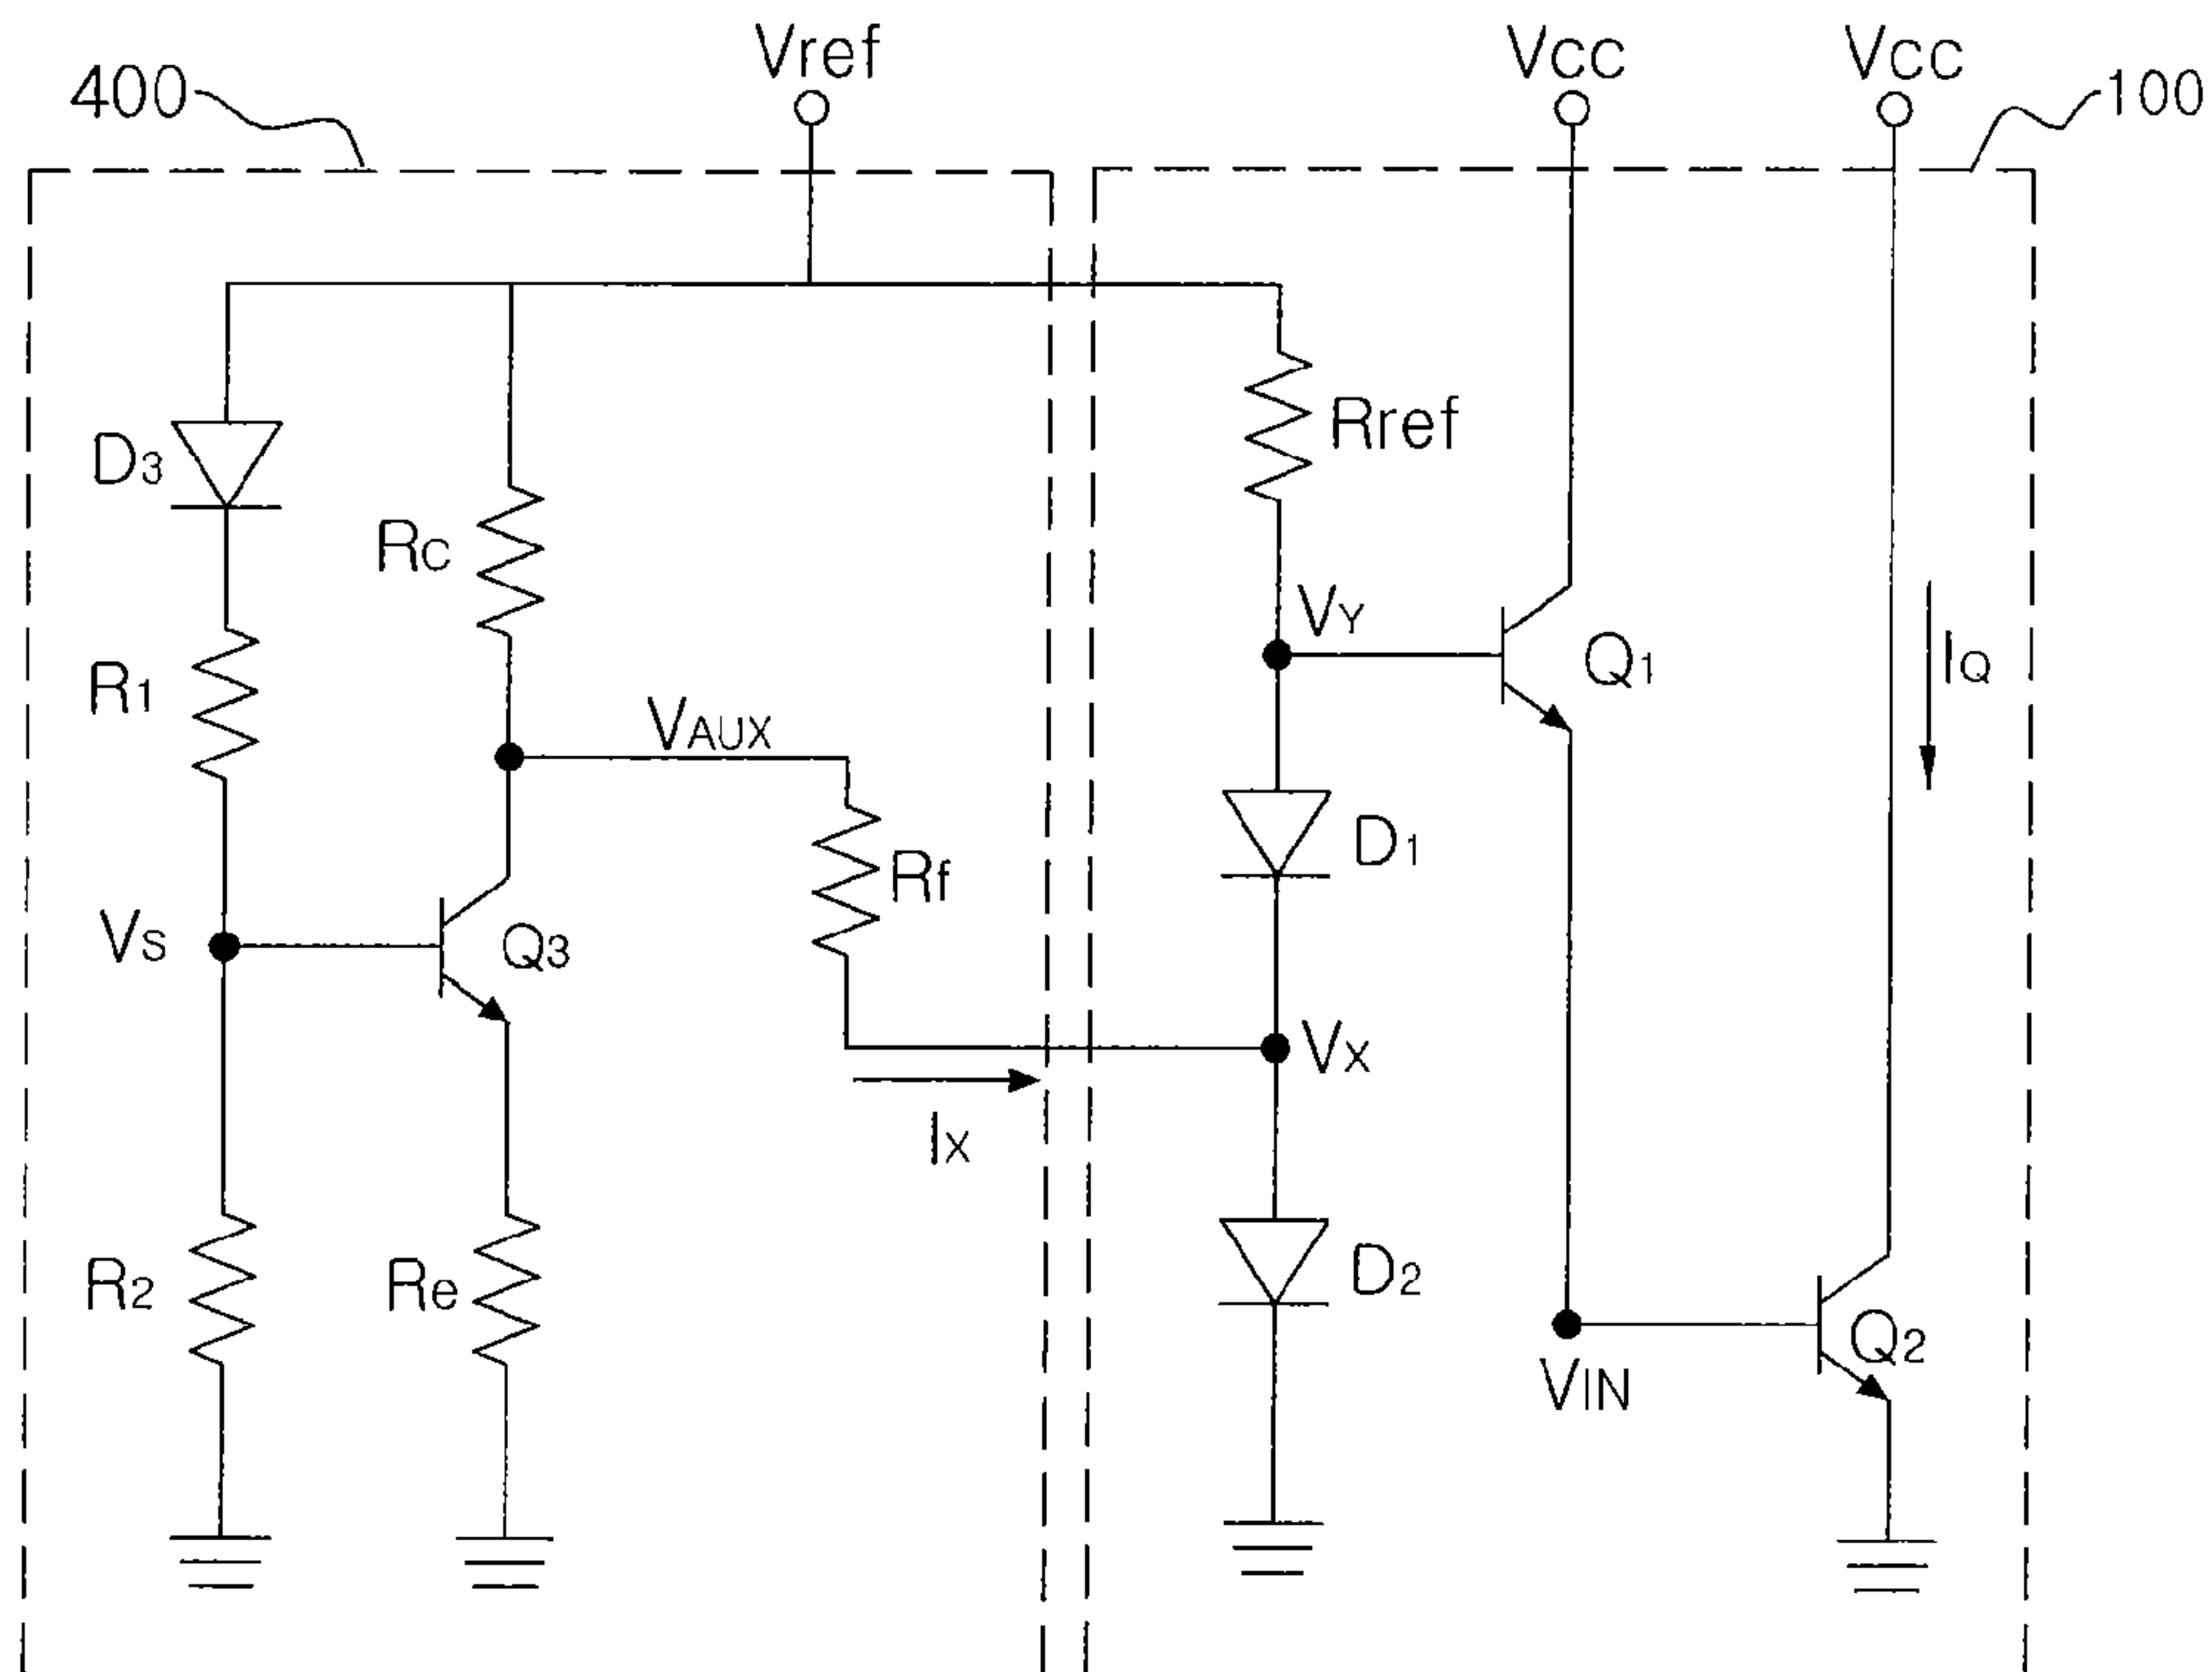 Vref
VCC
VCC
400
100
D3
RC
Rref
VY
Q1
IQ
R1
VAUX
D1
Rf
VS
Q3
VX
IX
R2
Re
D2
Q2
VIN